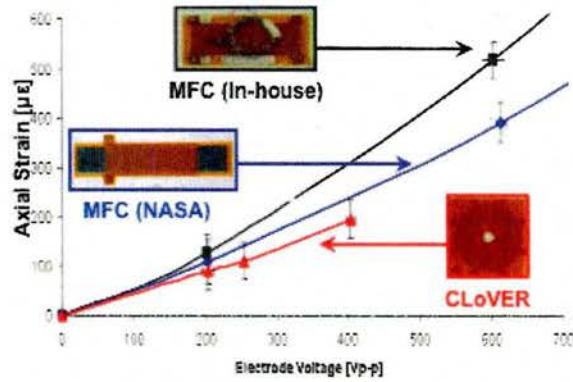 600
500
400
300
200
100
0
Axial Strain [με]
MFC (In-house)
MFC (NASA)
CLoVER
0
200
300
400
500
600
700
Electrode Voltage [Vp-p]